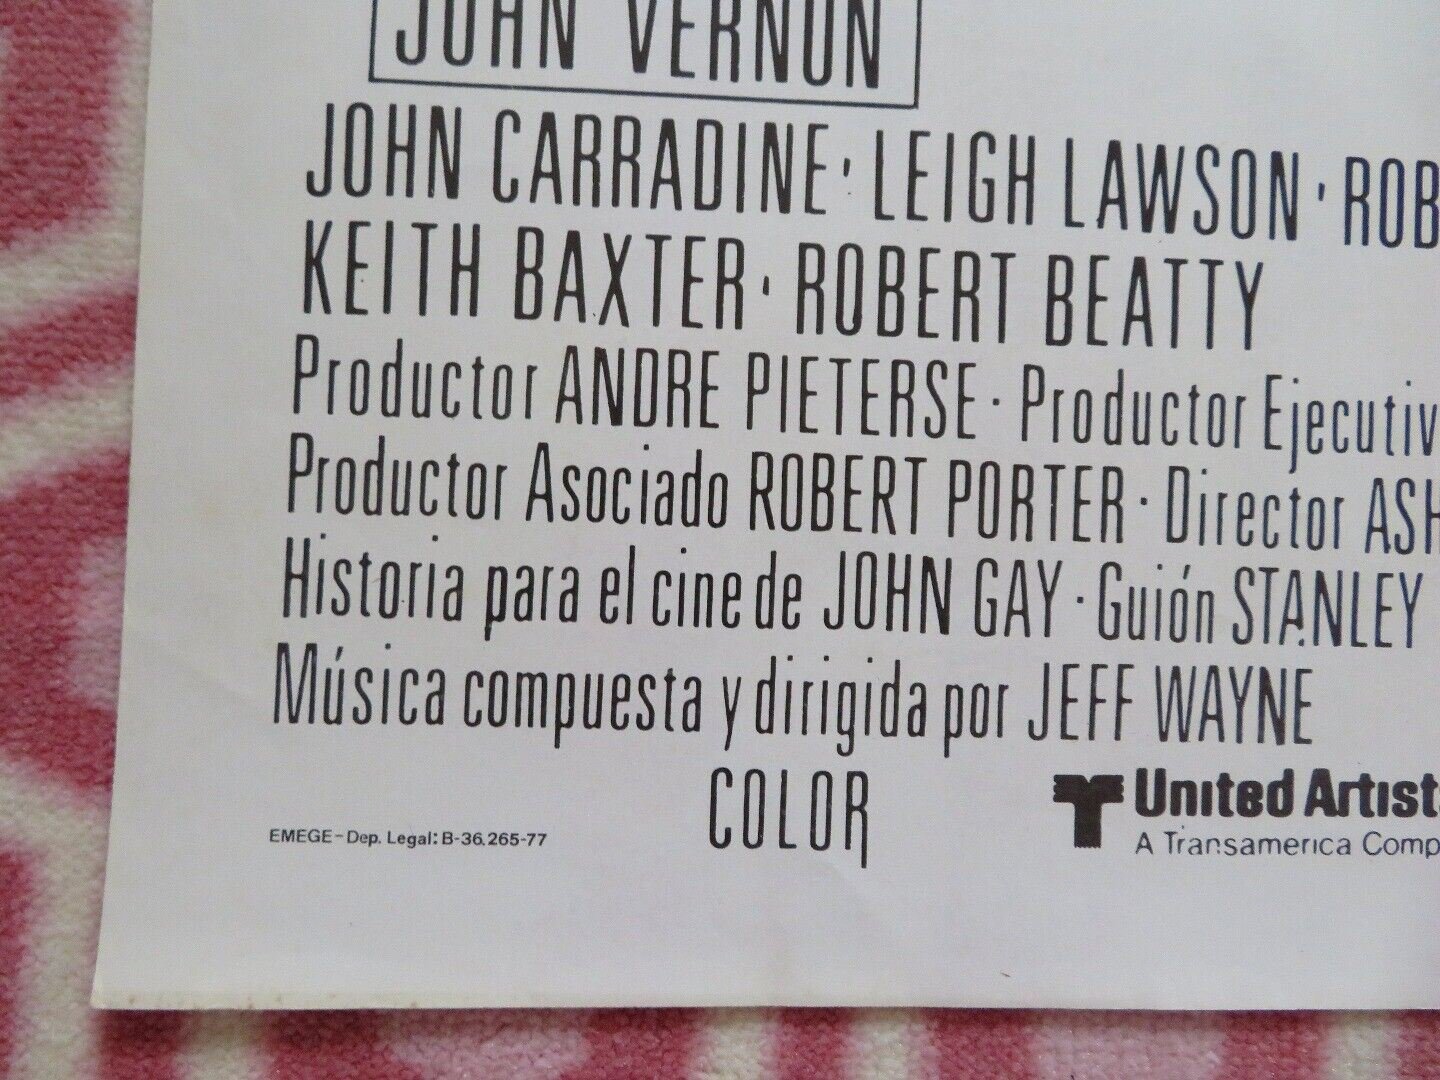 JOHN VERNON
JOHN CARRADINE · LEIGH LAWSON · ROB
KEITH BAXTER · ROBERT BEATTY
Productor ANDRE PIETERSE · Productor Ejecutiv
Productor Asociado ROBERT PORTER · Director ASH
Historia para el cine de JOHN GAY · Guión STANLEY
Música compuesta y dirigida por JEFF WAYNE
COLOR
United Artists
A Transamerica Comp
EMEGE-Dep. Legal: B-36.265-77